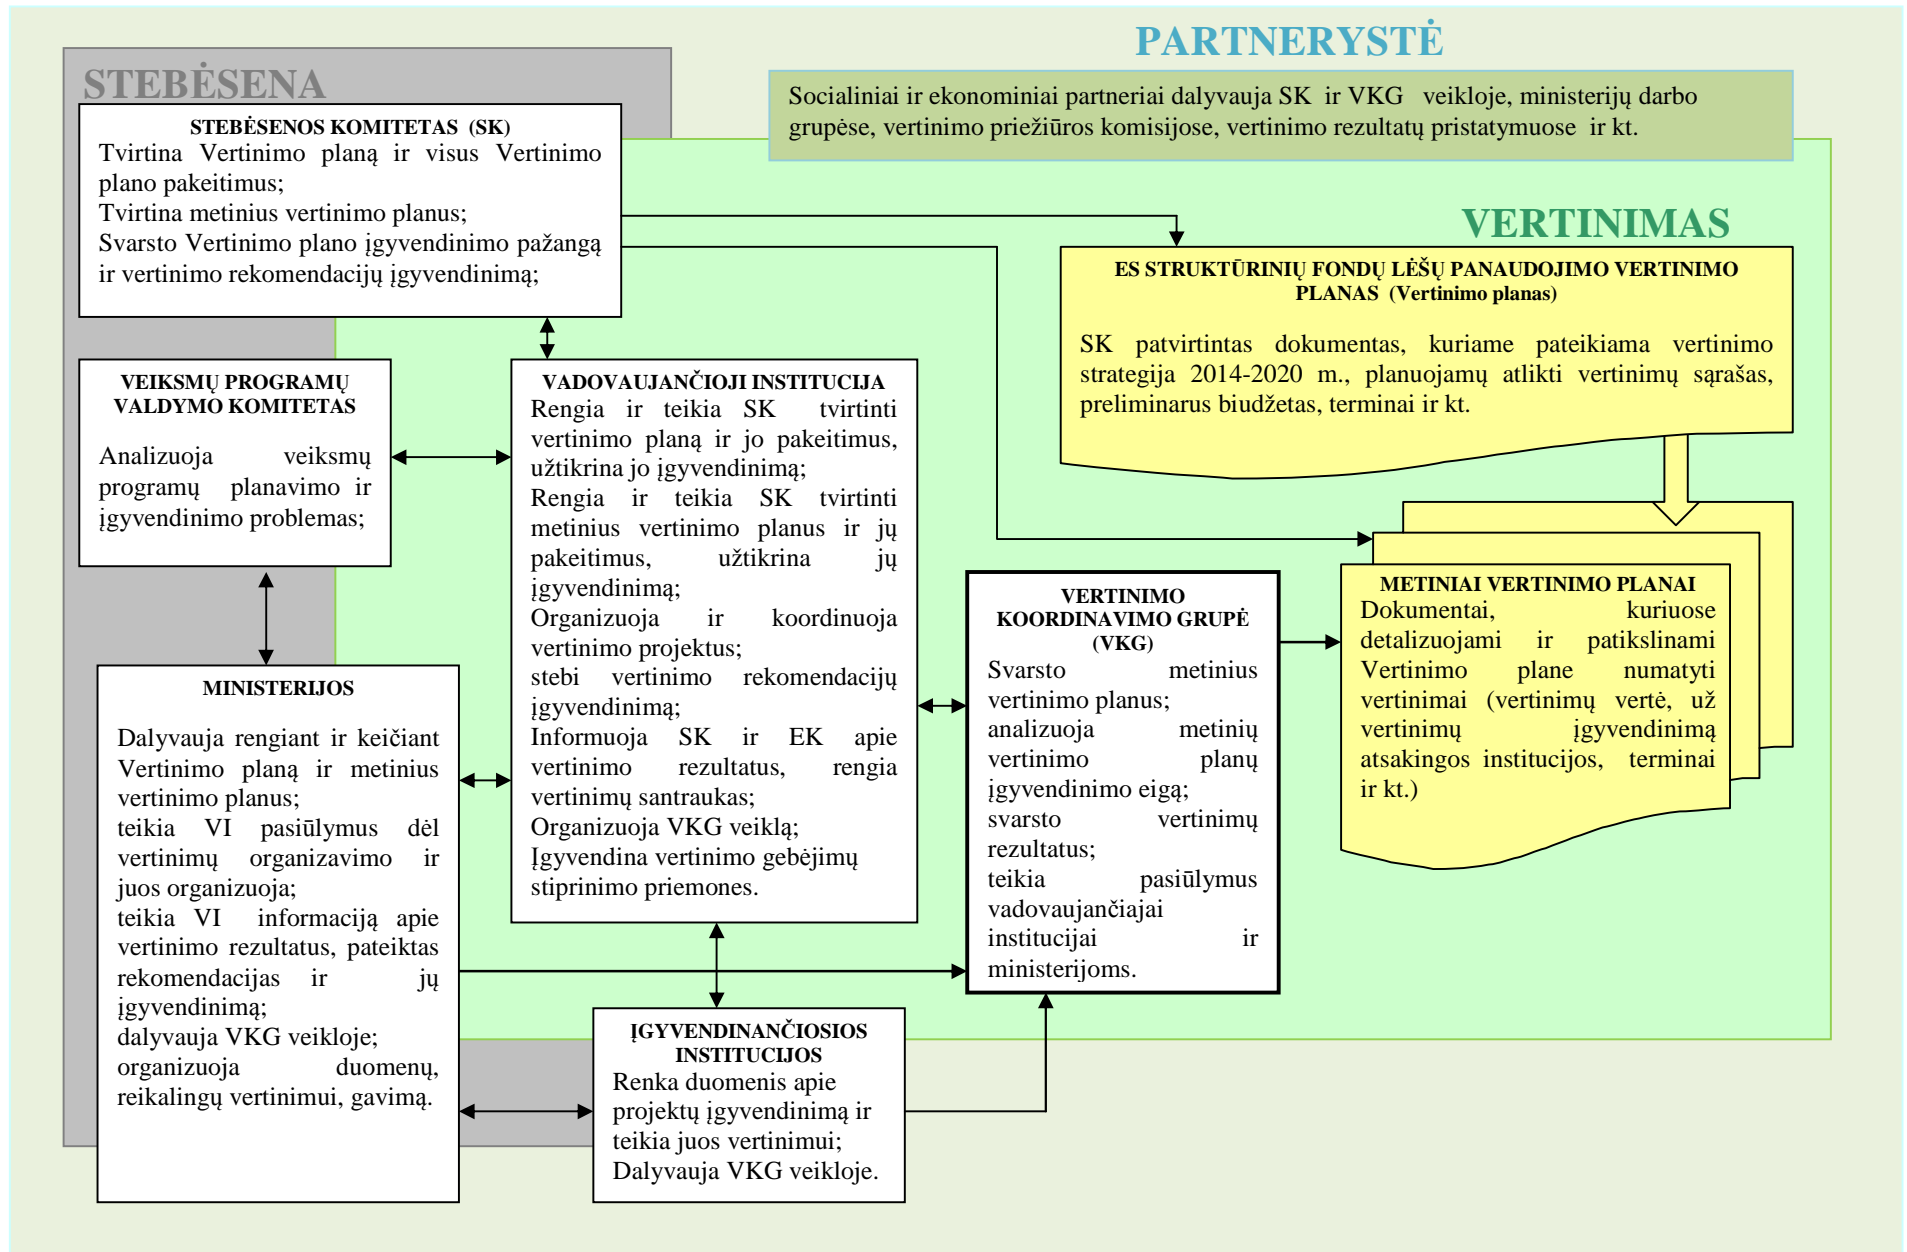 PARTNERYSTĖ
Socialiniai ir ekonominiai partneriai dalyvauja SK ir VKG veikloje, ministerijų darbo
grupėse, vertinimo priežiūros komisijose, vertinimo rezultatų pristatymuose ir kt.
STEBĖSENA
STEBĖSENOS KOMITETAS (SK)
Tvirtina Vertinimo planą ir visus Vertinimo
plano pakeitimus;
Tvirtina metinius vertinimo planus;
Svarsto Vertinimo plano įgyvendinimo pažangą
ir vertinimo rekomendacijų įgyvendinimą;
VERTINIMAS
ES STRUKTŪRINIŲ FONDŲ LĖŠŲ PANAUDOJIMO VERTINIMO
PLANAS (Vertinimo planas)
SK patvirtintas dokumentas, kuriame pateikiama vertinimo
strategija 2014-2020 m., planuojamų atlikti vertinimų sąrašas,
preliminarus biudžetas, terminai ir kt.
VEIKSMŲ PROGRAMŲ
VALDYMO KOMITETAS
Analizuoja veiksmų
programų planavimo ir
įgyvendinimo problemas;
VADOVAUJANČIOJI INSTITUCIJA
Rengia ir teikia SK tvirtinti
vertinimo planą ir jo pakeitimus,
užtikrina jo įgyvendinimą;
Rengia ir teikia SK tvirtinti
metinius vertinimo planus ir jų
pakeitimus, užtikrina jų
įgyvendinimą;
Organizuoja ir koordinuoja
vertinimo projektus;
stebi vertinimo rekomendacijų
įgyvendinimą;
Informuoja SK ir EK apie
vertinimo rezultatus, rengia
vertinimų santraukas;
Organizuoja VKG veiklą;
Įgyvendina vertinimo gebėjimų
stiprinimo priemones.
VERTINIMO
KOORDINAVIMO GRUPĖ
(VKG)
Svarsto metinius
vertinimo planus;
analizuoja metinių
vertinimo planų
įgyvendinimo eigą;
svarsto vertinimų
rezultatus;
teikia pasiūlymus
vadovaujančiajai
institucijai ir
ministerijoms.
METINIAI VERTINIMO PLANAI
Dokumentai, kuriuose
detalizuojami ir patikslinami
Vertinimo plane numatyti
vertinimai (vertinimų vertė, už
vertinimų įgyvendinimą
atsakingos institucijos, terminai
ir kt.)
MINISTERIJOS
Dalyvauja rengiant ir keičiant
Vertinimo planą ir metinius
vertinimo planus;
teikia VI pasiūlymus dėl
vertinimų organizavimo ir
juos organizuoja;
teikia VI informaciją apie
vertinimo rezultatus, pateiktas
rekomendacijas ir jų
įgyvendinimą;
dalyvauja VKG veikloje;
organizuoja duomenų,
reikalingų vertinimui, gavimą.
ĮGYVENDINANČIOSIOS
INSTITUCIJOS
Renka duomenis apie
projektų įgyvendinimą ir
teikia juos vertinimui;
Dalyvauja VKG veikloje.